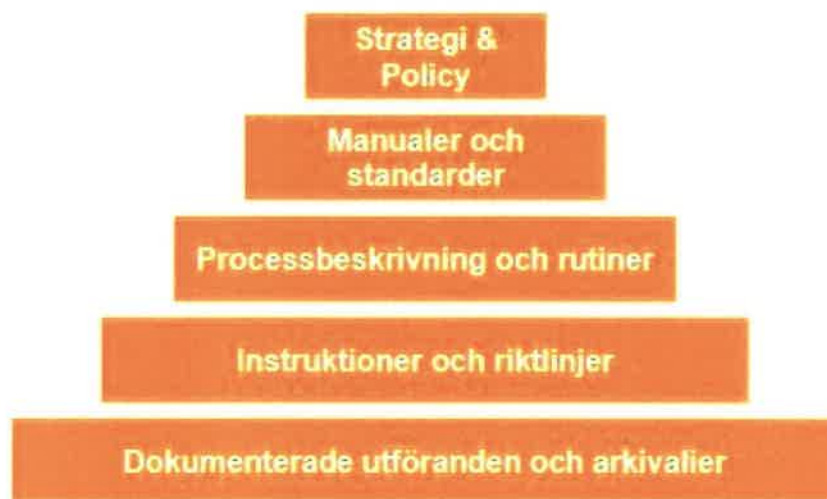 Strategi &
Policy
Manualer och
standarder
Processbeskrivning och rutiner
Instruktioner och riktlinjer
Dokumenterade utföranden och arkivalier